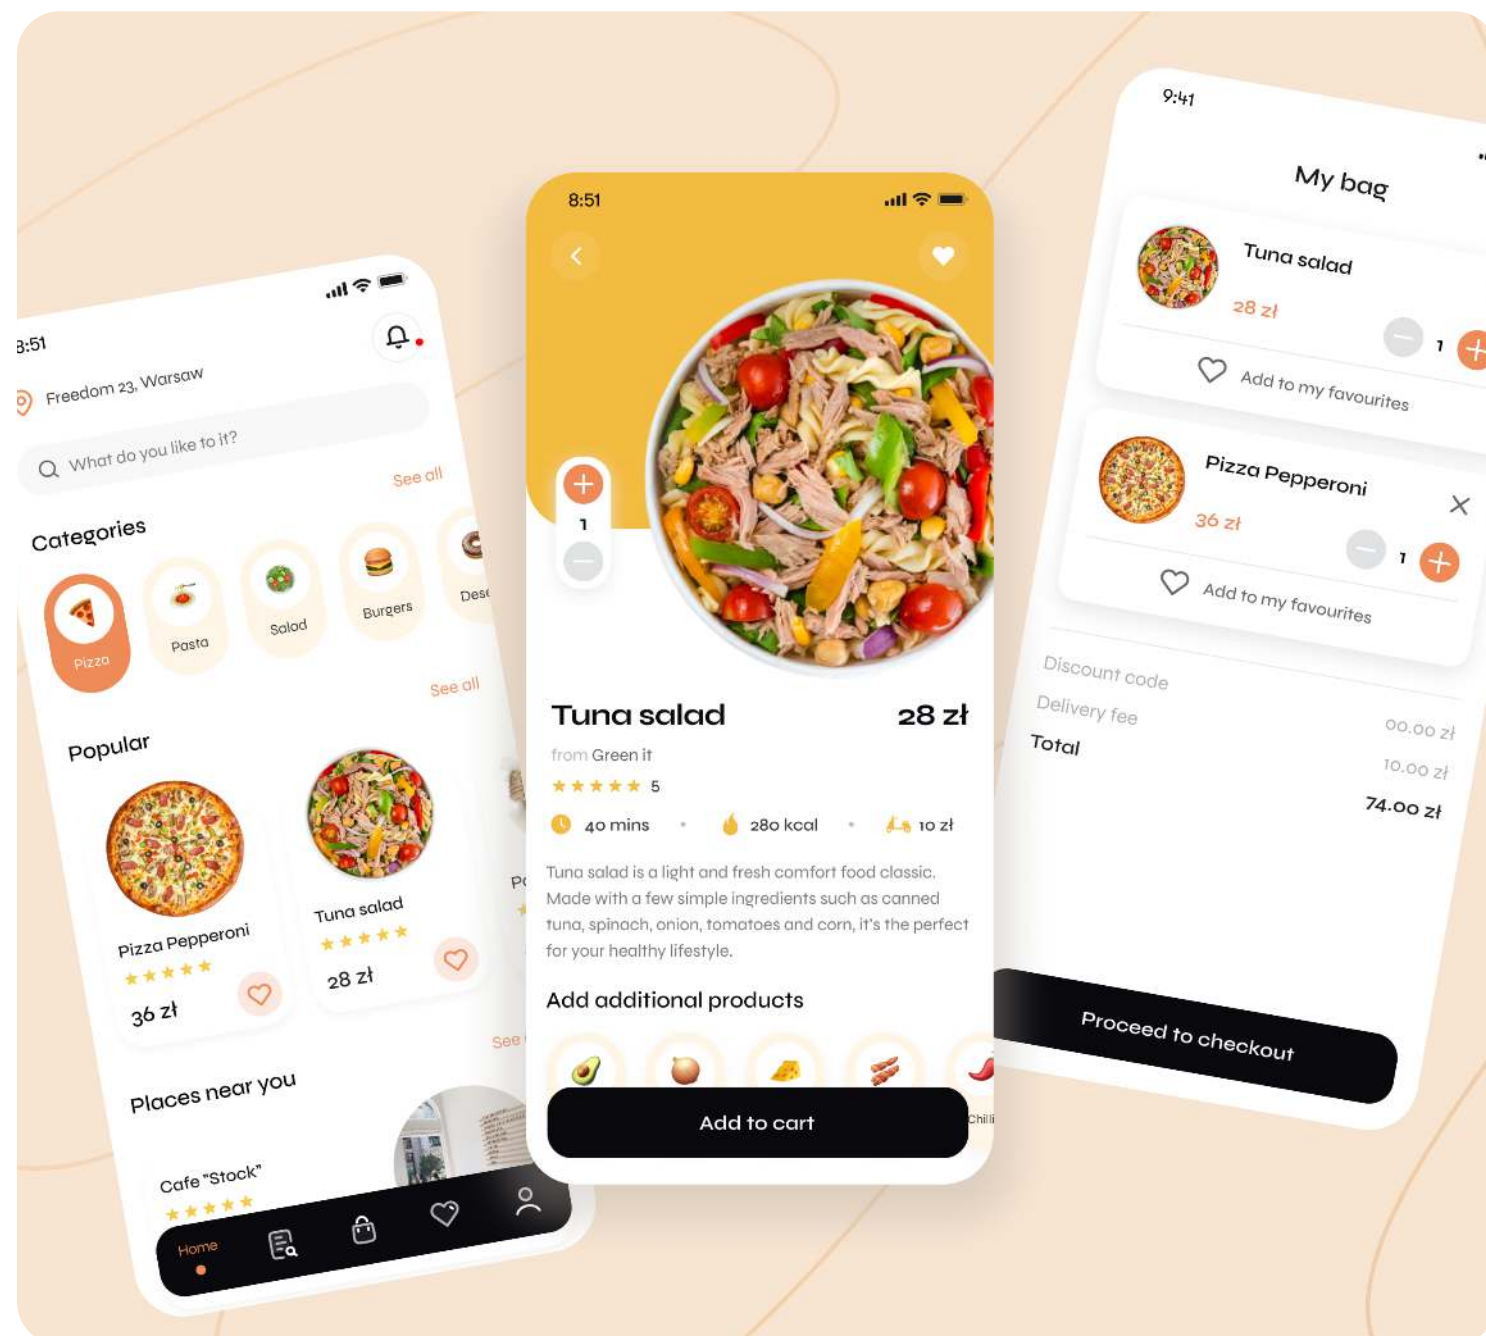 8:51
Freedom 23, Warsaw
What do you like to it?
See all
Categories
Pizza
Pasta
Salad
Burgers
See all
Popular
Pizza Pepperoni
36 zł
Tuna salad
28 zł
See
Places near you
Cafe "Stock"
Home
8:51
1
Tuna salad 28 zł
from Green it
5
40 mins • 280 kcal • 10 zł
Tuna salad is a light and fresh comfort food classic.
Made with a few simple ingredients such as canned
tuna, spinach, onion, tomatoes and corn, it's the perfect
for your healthy lifestyle.
Add additional products
Chilli
Add to cart
9:41
My bag
Tuna salad
28 zł
1
Add to my favourites
Pizza Pepperoni
36 zł
1
Add to my favourites
Discount code 00.00 zł
Delivery fee 10.00 zł
Total 74.00 zł
Proceed to checkout